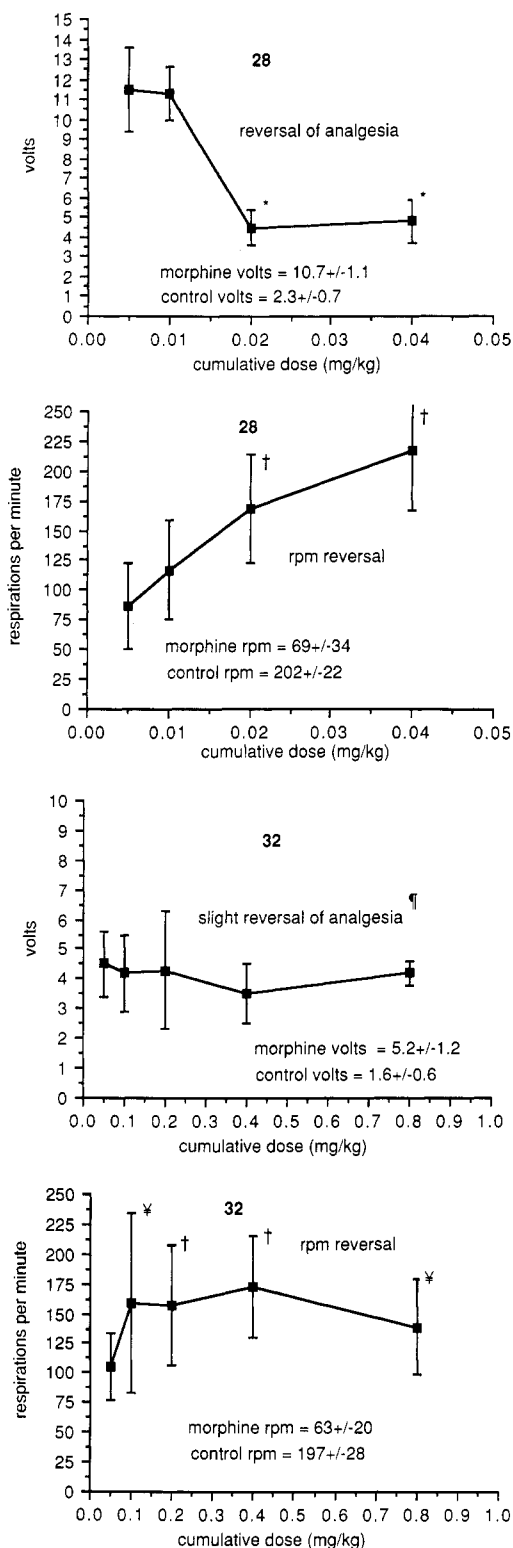 28
reversal of analgesia
volts
15
14
13
12
11
10
9
8
7
6
5
4
3
2
1
0
*
*
morphine volts = 10.7+/-1.1
control volts = 2.3+/-0.7
0.00 0.01 0.02 0.03 0.04 0.05
cumulative dose (mg/kg)
28
rpm reversal
respirations per minute
250
225
200
175
150
125
100
75
50
25
0
†
†
morphine rpm = 69+/-34
control rpm = 202+/-22
0.00 0.01 0.02 0.03 0.04 0.05
cumulative dose (mg/kg)
32
slight reversal of analgesia ¶
volts
10
9
8
7
6
5
4
3
2
1
0
morphine volts = 5.2+/-1.2
control volts = 1.6+/-0.6
0.0 0.1 0.2 0.3 0.4 0.5 0.6 0.7 0.8 0.9 1.0
cumulative dose (mg/kg)
32
rpm reversal
respirations per minute
250
225
200
175
150
125
100
75
50
25
0
¥
†
†
¥
morphine rpm = 63+/-20
control rpm = 197+/-28
0.0 0.1 0.2 0.3 0.4 0.5 0.6 0.7 0.8 0.9 1.0
cumulative dose (mg/kg)